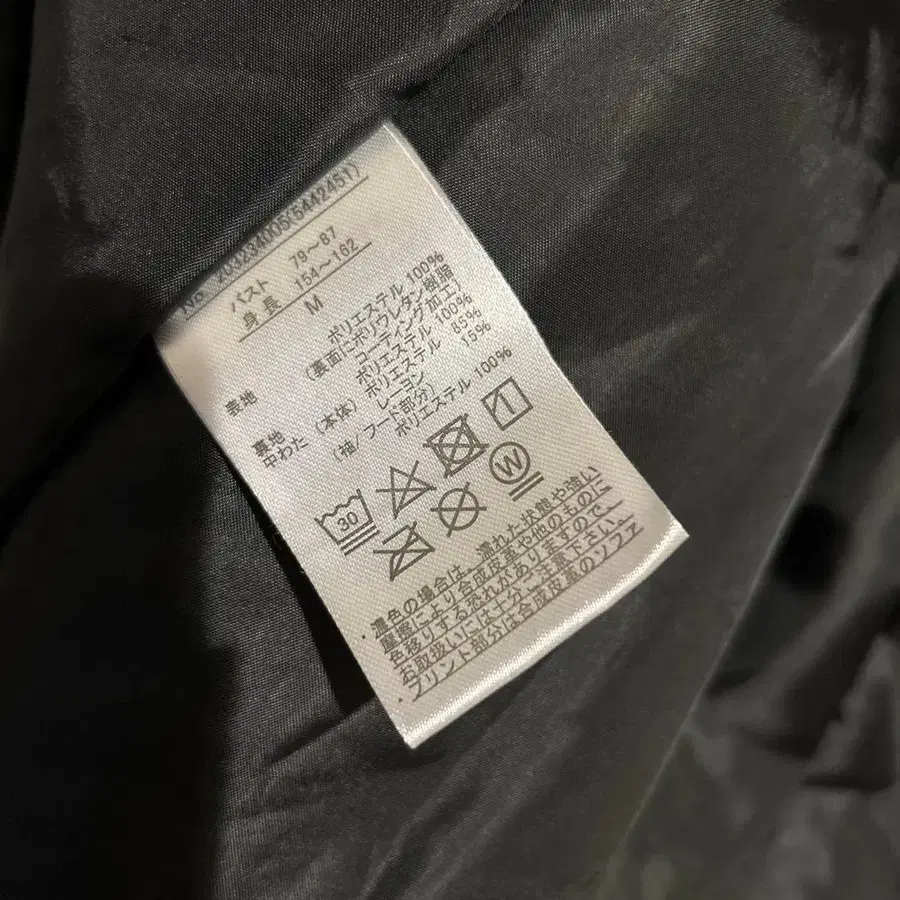 No. 200234005(5442451)
バスト 79～87
身長 154～162
M
表地 ポリエステル 100%
(裏面にポリウレタン樹脂
コーティング加工)
裏地 ポリエステル 100%
中わた (本体) ポリエステル 85%
レーヨン 15%
(袖/フード部分)
ポリエステル 100%
30
W
・濃色の場合は、濡れた状態や強い
摩擦により合成皮革や他のものに
色移りする恐れがありますので、
お取扱いには十分ご注意下さい。
・プリント部分は合成皮革のソファ